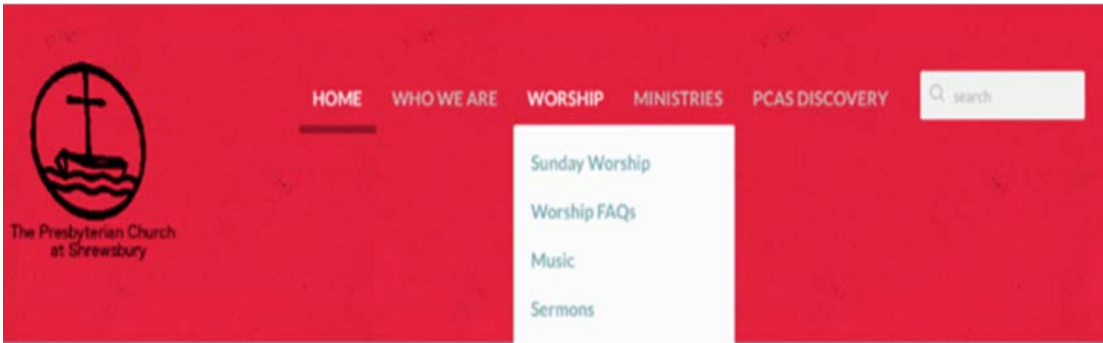 HOME WHO WE ARE WORSHIP MINISTRIES PCAS DISCOVERY search
The Presbyterian Church
at Shrewsbury
Sunday Worship
Worship FAQs
Music
Sermons